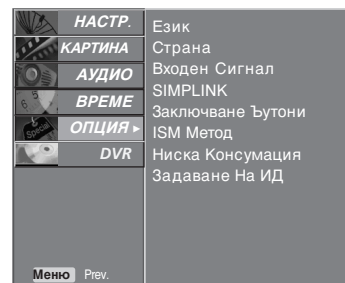 НАСТР.
КАРТИНА
АУДИО
ВРЕМЕ
ОПЦИЯ
DVR
Език
Страна
Входен Сигнал
SIMPLINK
Заключване Ъутони
ISM Метод
Ниска Консумация
Задаване На ИД
Меню Prev.